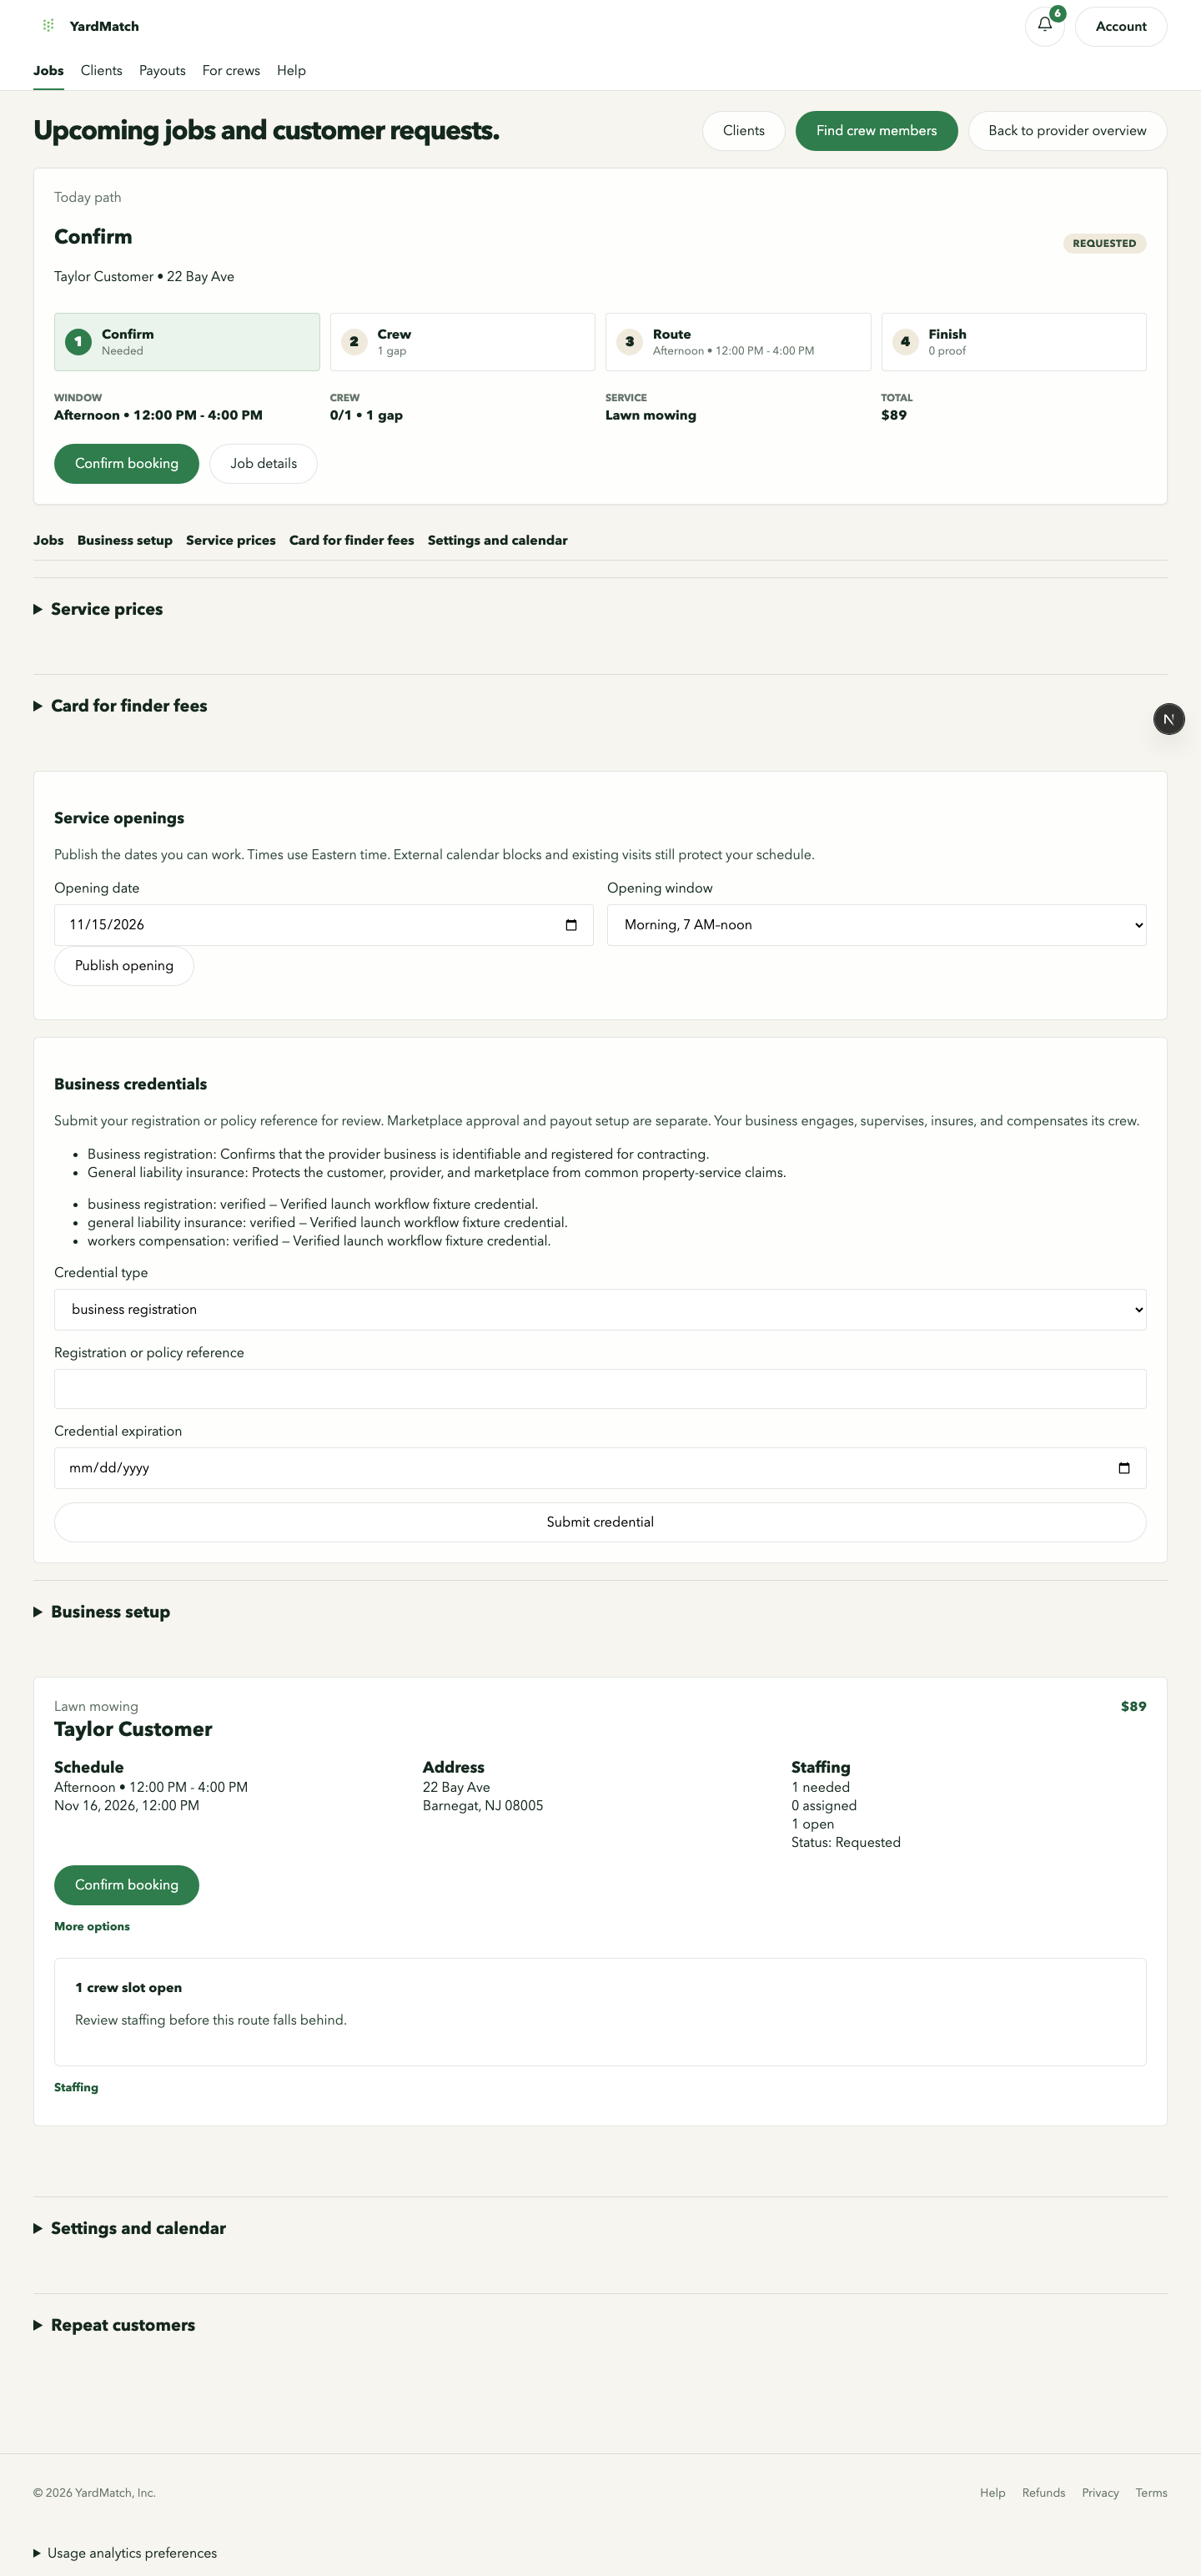 YardMatch
6
Account
Jobs Clients Payouts For crews Help
Upcoming jobs and customer requests.
Clients
Find crew members
Back to provider overview
Today path
Confirm
REQUESTED
Taylor Customer • 22 Bay Ave
1 Confirm
Needed
2 Crew
1 gap
3 Route
Afternoon • 12:00 PM - 4:00 PM
4 Finish
0 proof
WINDOW
Afternoon • 12:00 PM - 4:00 PM
CREW
0/1 • 1 gap
SERVICE
Lawn mowing
TOTAL
$89
Confirm booking
Job details
Jobs Business setup Service prices Card for finder fees Settings and calendar
Service prices
Card for finder fees
N
Service openings
Publish the dates you can work. Times use Eastern time. External calendar blocks and existing visits still protect your schedule.
Opening date
11/15/2026
Opening window
Morning, 7 AM–noon
Publish opening
Business credentials
Submit your registration or policy reference for review. Marketplace approval and payout setup are separate. Your business engages, supervises, insures, and compensates its crew.
• Business registration: Confirms that the provider business is identifiable and registered for contracting.
• General liability insurance: Protects the customer, provider, and marketplace from common property-service claims.
• business registration: verified — Verified launch workflow fixture credential.
• general liability insurance: verified — Verified launch workflow fixture credential.
• workers compensation: verified — Verified launch workflow fixture credential.
Credential type
business registration
Registration or policy reference
Credential expiration
mm/dd/yyyy
Submit credential
Business setup
Lawn mowing
$89
Taylor Customer
Schedule
Afternoon • 12:00 PM - 4:00 PM
Nov 16, 2026, 12:00 PM
Address
22 Bay Ave
Barnegat, NJ 08005
Staffing
1 needed
0 assigned
1 open
Status: Requested
Confirm booking
More options
1 crew slot open
Review staffing before this route falls behind.
Staffing
Settings and calendar
Repeat customers
© 2026 YardMatch, Inc.
Help Refunds Privacy Terms
Usage analytics preferences